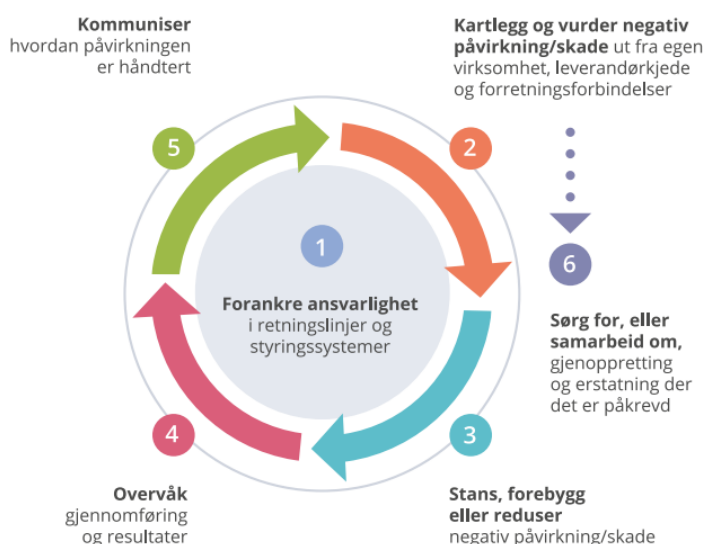 Kommuniser
hvordan påvirkningen
er håndtert
5
Kartlegg og vurder negativ
påvirkning/skade ut fra egen
virksomhet, leverandørkjede
og forretningsforbindelser
2
1
Forankre ansvarlighet
i retningslinjer og
styringssystemer
6
Sørg for, eller
samarbeid om,
gjenoppretting
og erstatning der
det er påkrevd
4
Overvåk
gjennomføring
og resultater
3
Stans, forebygg
eller reduser
negativ påvirkning/skade